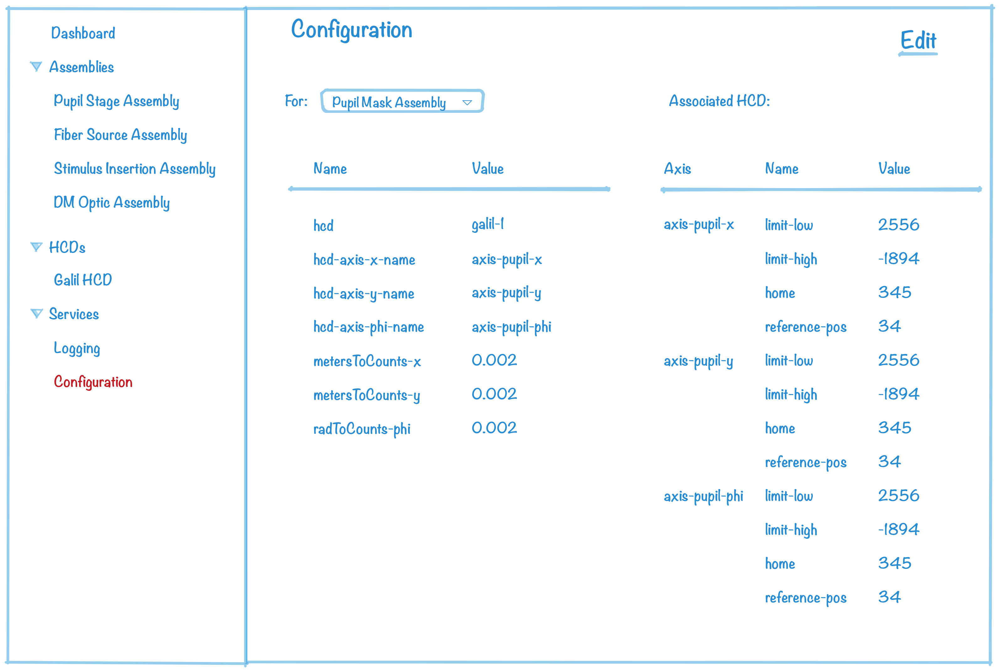 Dashboard
Assemblies
Pupil Stage Assembly
Fiber Source Assembly
Stimulus Insertion Assembly
DM Optic Assembly
HCDs
Galil HCD
Services
Logging
Configuration
Configuration
Edit
For: Pupil Mask Assembly
Associated HCD:
Name Value
hcd galil-1
hcd-axis-x-name axis-pupil-x
hcd-axis-y-name axis-pupil-y
hcd-axis-phi-name axis-pupil-phi
metersToCounts-x 0.002
metersToCounts-y 0.002
radToCounts-phi 0.002
Axis Name Value
axis-pupil-x limit-low 2556
limit-high -1894
home 345
reference-pos 34
axis-pupil-y limit-low 2556
limit-high -1894
home 345
reference-pos 34
axis-pupil-phi limit-low 2556
limit-high -1894
home 345
reference-pos 34